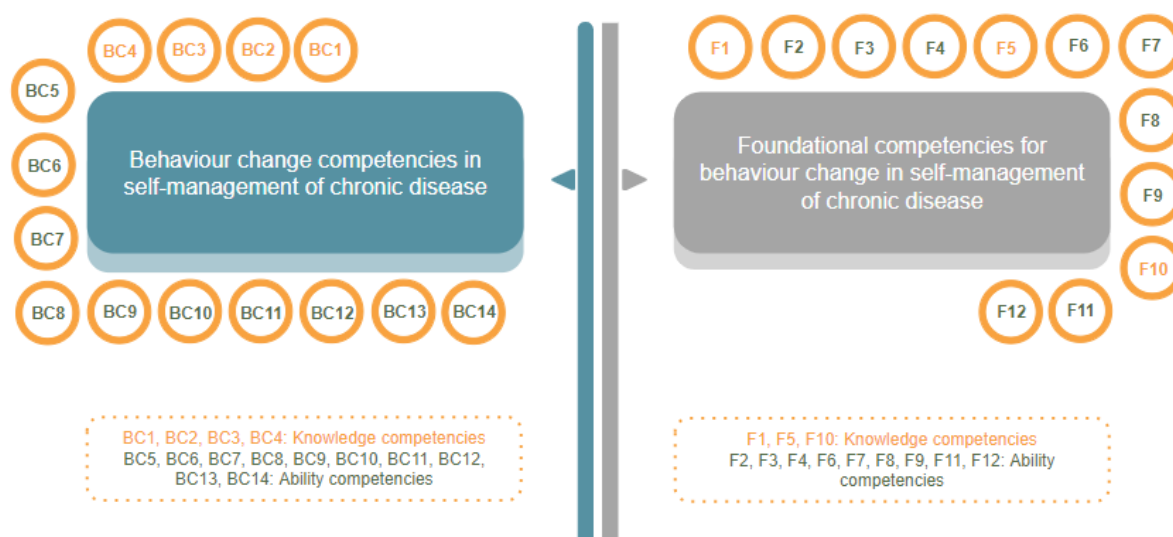 BC4 BC3 BC2 BC1
BC5
BC6
BC7
BC8 BC9 BC10 BC11 BC12 BC13 BC14
Behaviour change competencies in
self-management of chronic disease
BC1, BC2, BC3, BC4: Knowledge competencies
BC5, BC6, BC7, BC8, BC9, BC10, BC11, BC12,
BC13, BC14: Ability competencies
F1 F2 F3 F4 F5 F6 F7
F8
F9
F10
F12 F11
Foundational competencies for
behaviour change in self-management
of chronic disease
F1, F5, F10: Knowledge competencies
F2, F3, F4, F6, F7, F8, F9, F11, F12: Ability
competencies